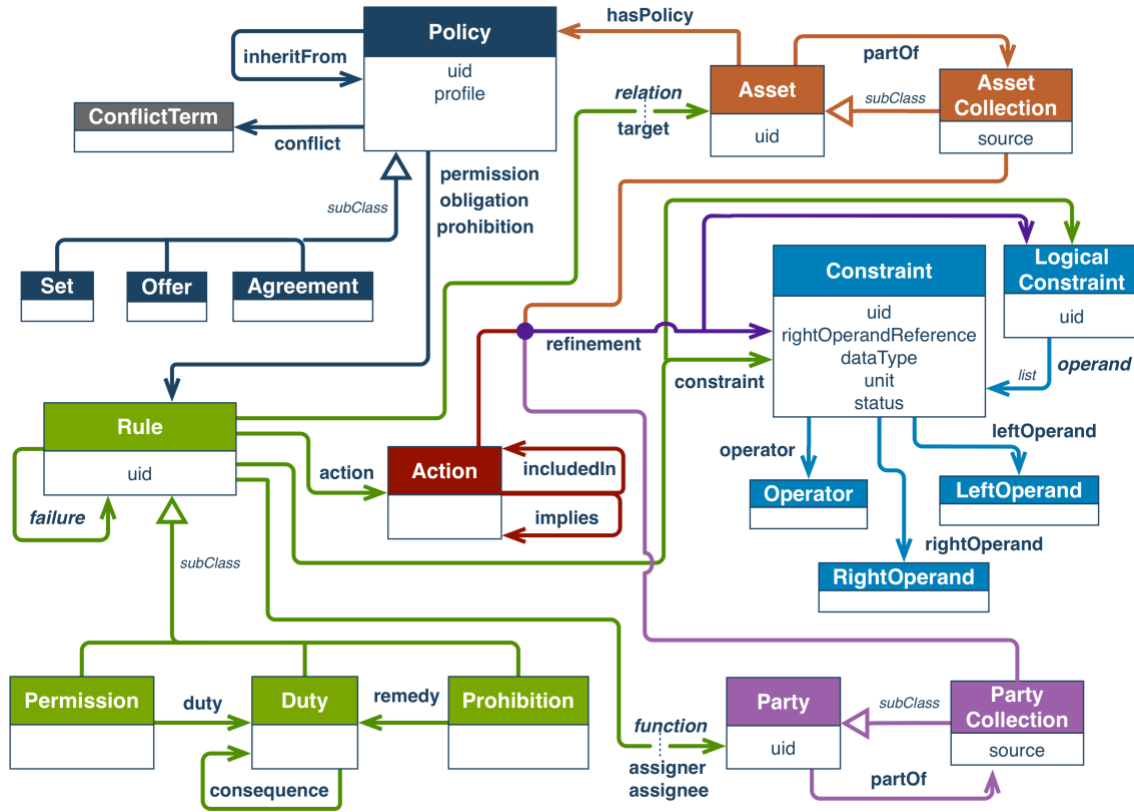 hasPolicy
Policy
inheritFrom
uid
profile
partOf
Asset
Asset
Collection
subClass
uid
source
relation
target
ConflictTerm
conflict
permission
obligation
prohibition
subClass
Set
Offer
Agreement
Constraint
uid
rightOperandReference
dataType
unit
status
Logical
Constraint
uid
refinement
constraint
operand
list
Rule
uid
failure
action
Action
includedIn
implies
operator
leftOperand
Operator
LeftOperand
rightOperand
RightOperand
subClass
Permission
duty
Duty
remedy
Prohibition
consequence
function
assigner
assignee
Party
uid
subClass
Party
Collection
source
partOf